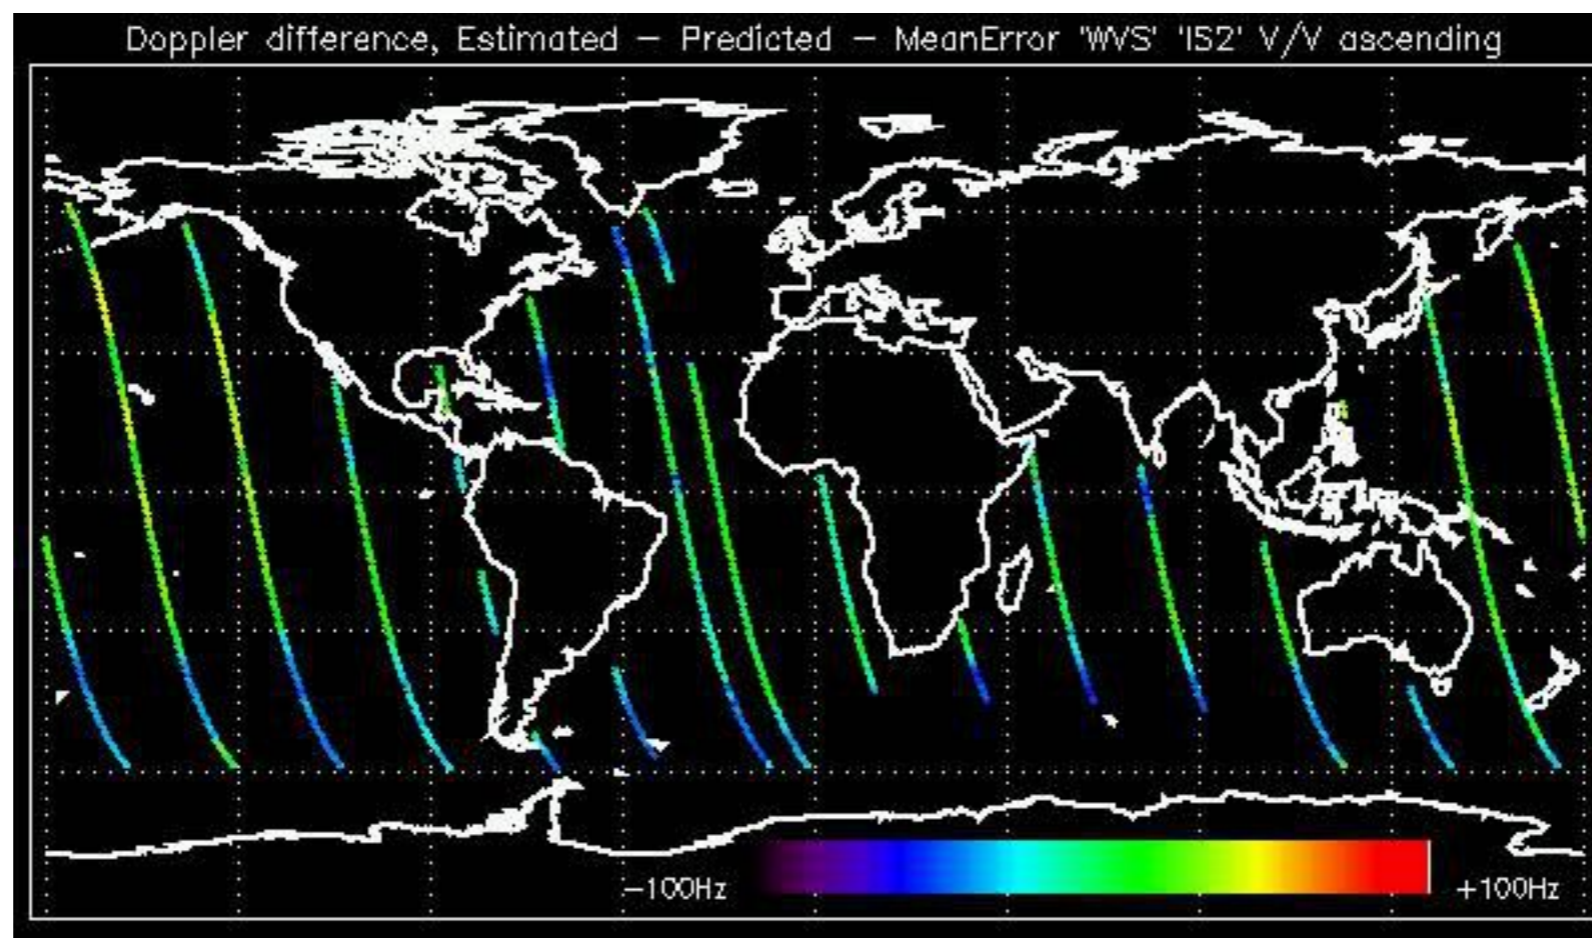 Doppler difference, Estimated − Predicted − MeanError 'WVS' 'IS2' V/V ascending
−100Hz
+100Hz